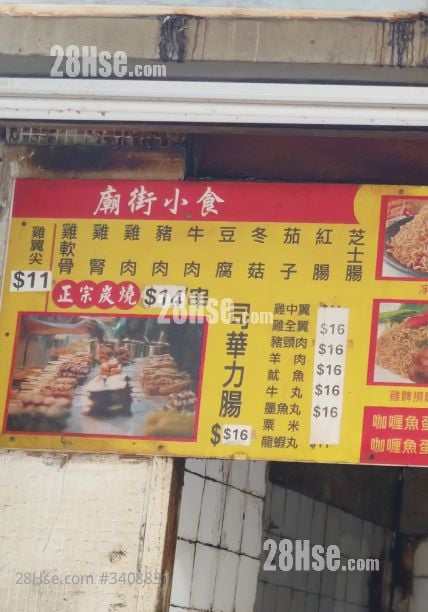 28Hse.com
廟街小食
雞翼尖
$11
雞軟骨
雞腎
雞肉
豬肉
牛肉
豆腐
冬菇
茄子
紅腸
芝士腸
正宗炭燒
$14串
28Hse.com
司華力腸
$16
雞中翼
雞全翼 $16
豬頸肉 $16
羊肉 $16
魷魚 $16
牛丸 $16
墨魚丸
粟米
龍蝦丸
咖喱魚蛋
咖喱魚蛋
28Hse.com
28Hse.com #3408831